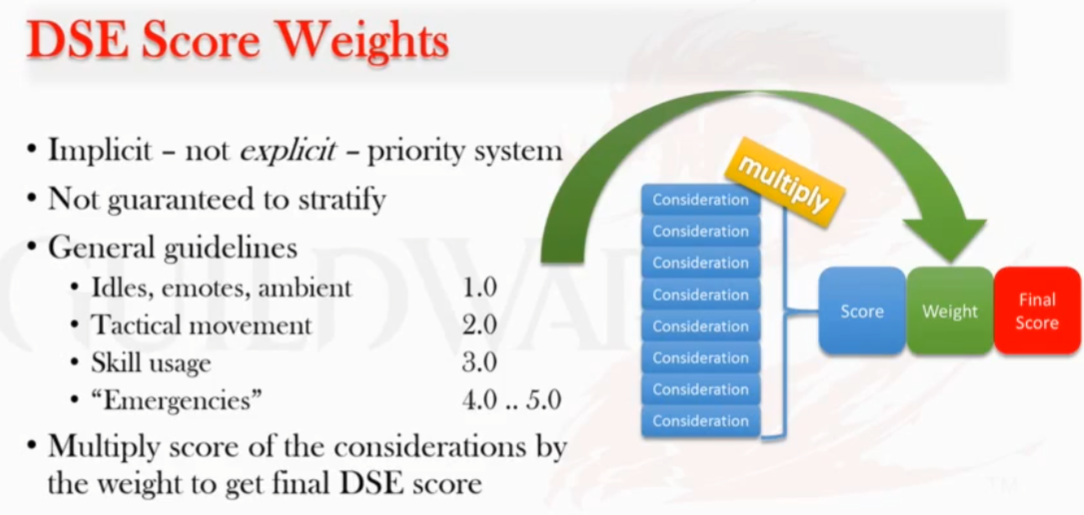 DSE Score Weights
• Implicit – not explicit – priority system
• Not guaranteed to stratify
• General guidelines
• Idles, emotes, ambient 1.0
• Tactical movement 2.0
• Skill usage 3.0
• “Emergencies” 4.0 .. 5.0
• Multiply score of the considerations by
the weight to get final DSE score
multiply
Consideration
Consideration
Consideration
Consideration
Consideration
Consideration
Consideration
Consideration
Score
Weight
Final
Score
GUILD WAR
TM